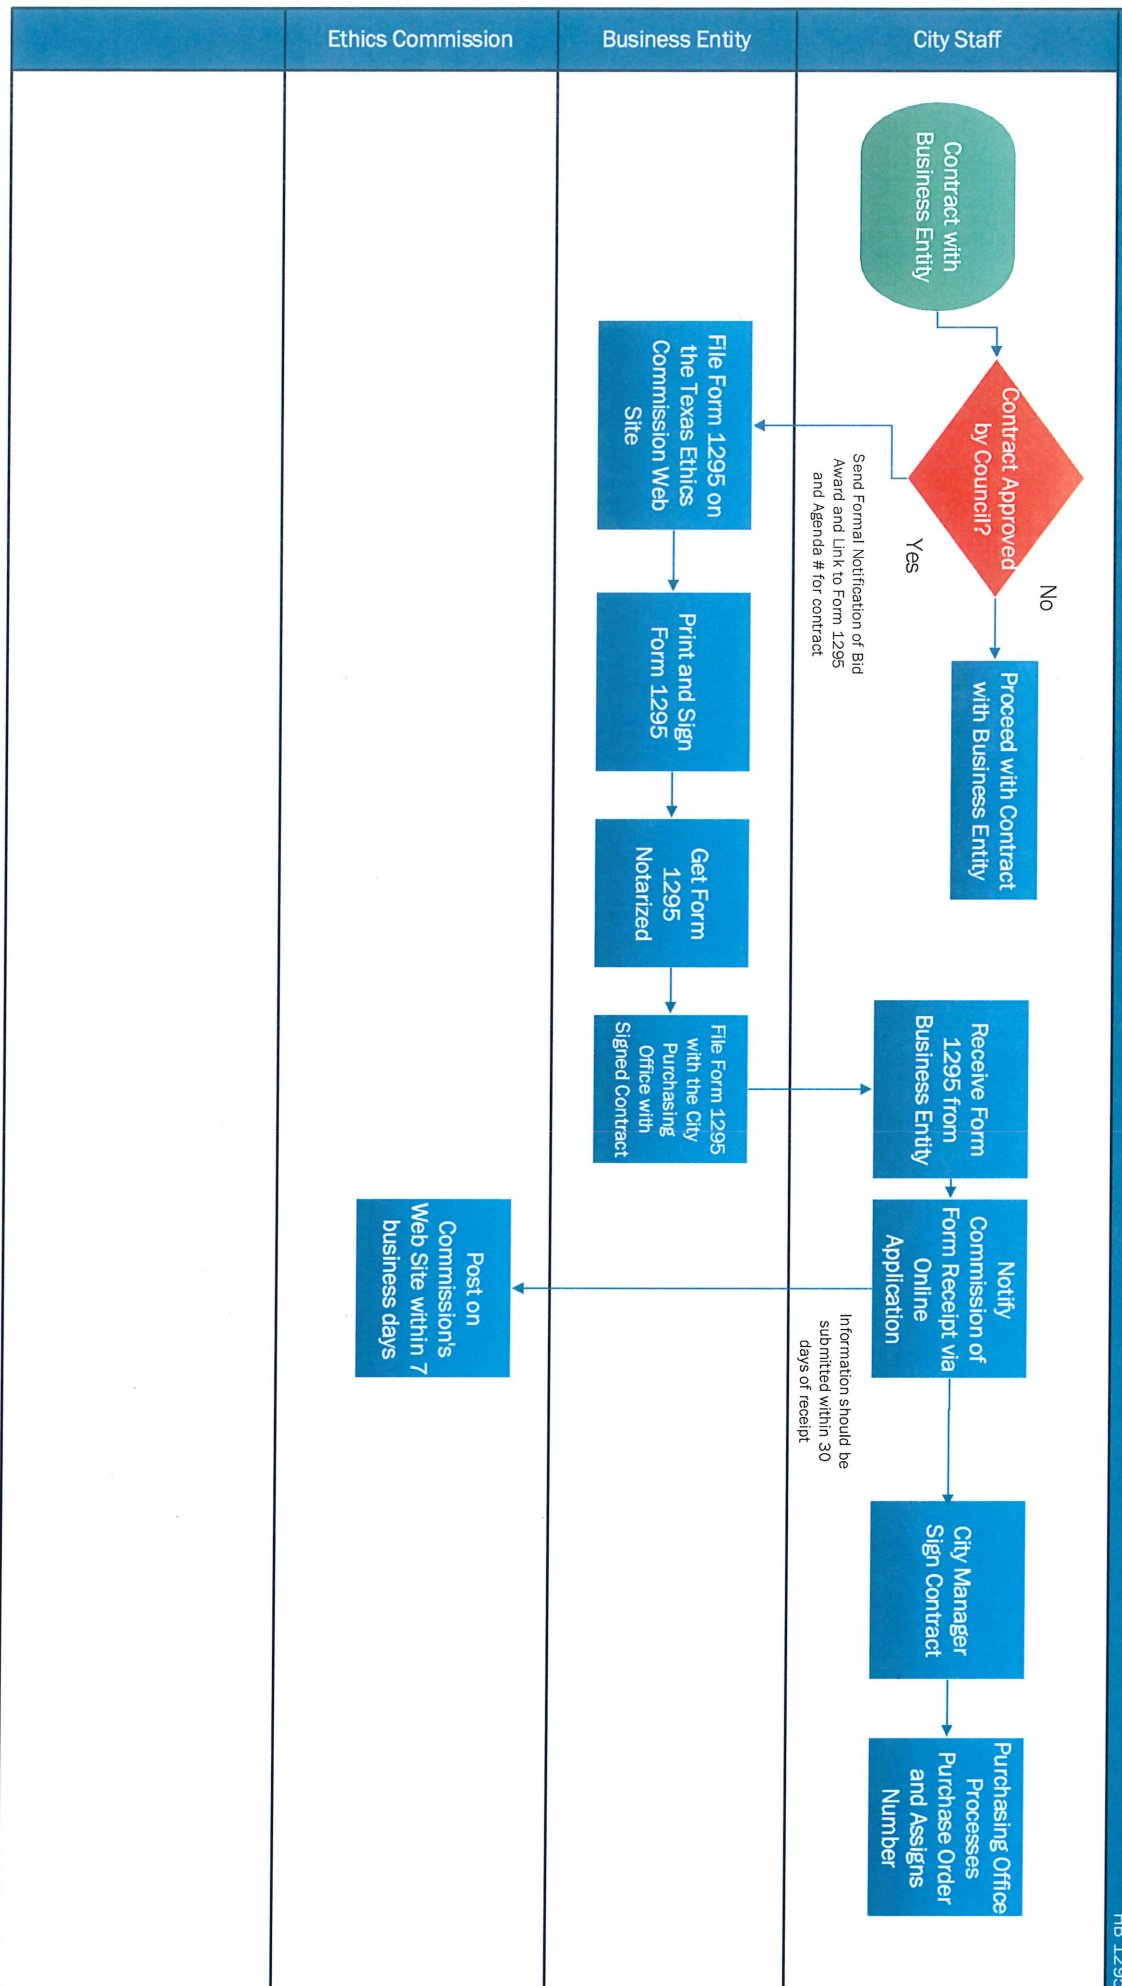 HB 1295
City Staff
Contract with
Business Entity
Contract Approved
by Council?
No
Yes
Proceed with Contract
with Business Entity
Send Formal Notification of Bid
Award and Link to Form 1295
and Agenda # for contract
Receive Form
1295 from
Business Entity
Notify
Commission of
Form Receipt via
Online
Application
Information should be
submitted within 30
days of receipt
City Manager
Sign Contract
Purchasing Office
Processes
Purchase Order
and Assigns
Number
Business Entity
File Form 1295 on
the Texas Ethics
Commission Web
Site
Print and Sign
Form 1295
Get Form
1295
Notarized
File Form 1295
with the City
Purchasing
Office with
Signed Contract
Ethics Commission
Post on
Commission's
Web Site within 7
business days